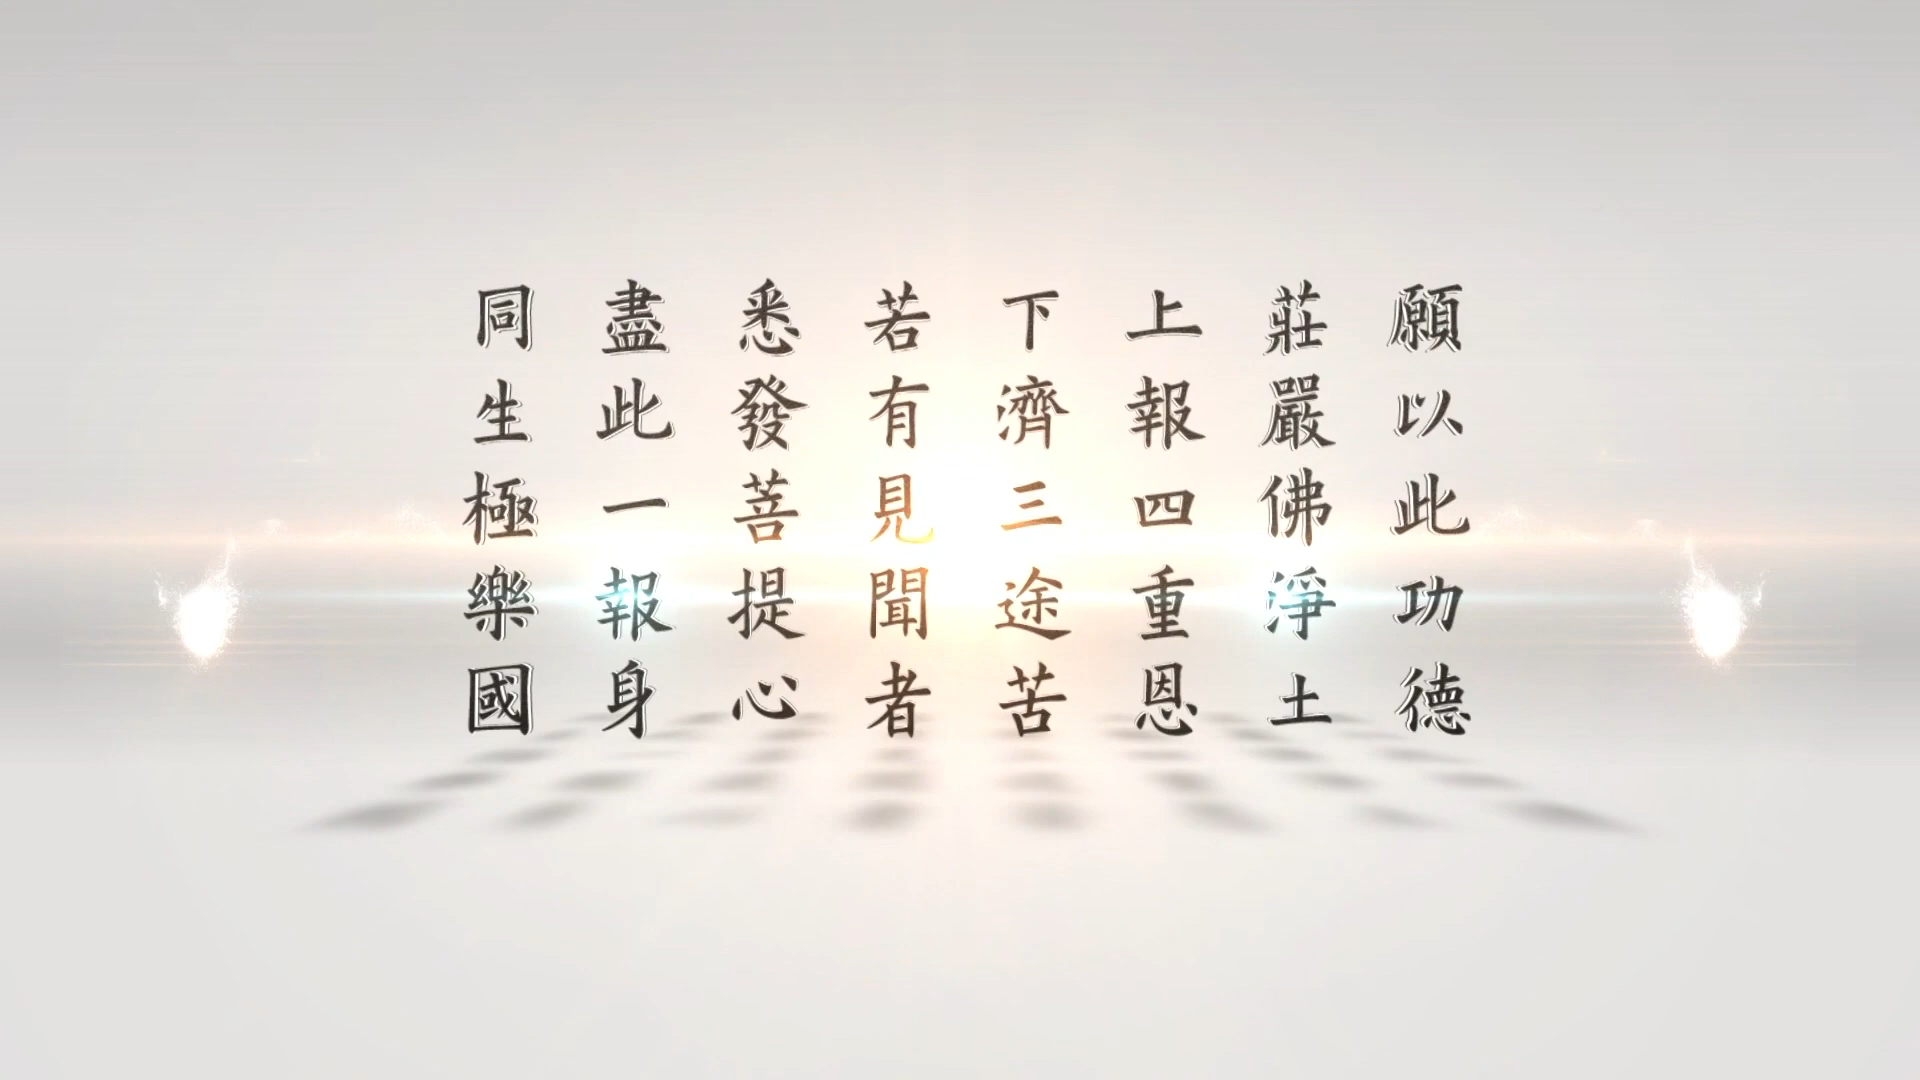 願以此功德
莊嚴佛淨土
上報四重恩
下濟三途苦
若有見聞者
悉發菩提心
盡此一報身
同生極樂國